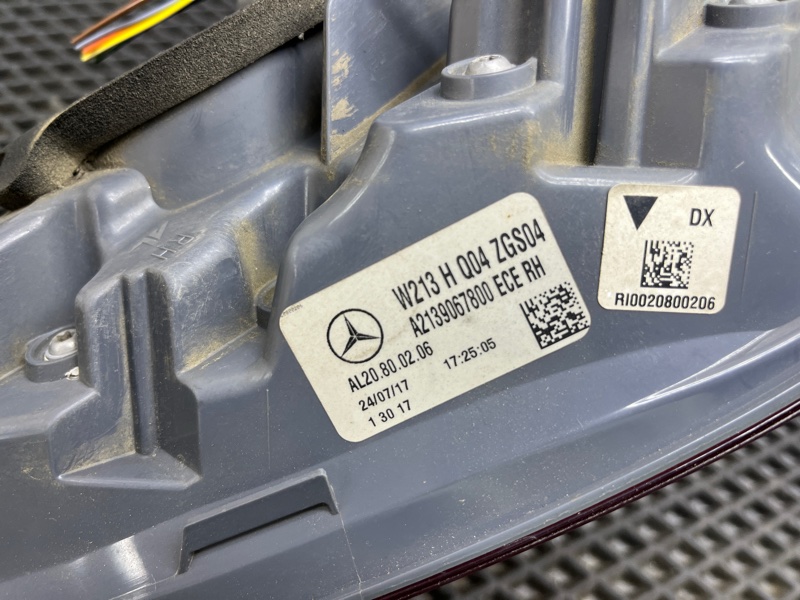 W213 H Q04 ZGS04
A2139067800 ECE RH
AL20.80.02.06
24/07/17 17:25:05
1 30 17
DX
RI0020800206
RH